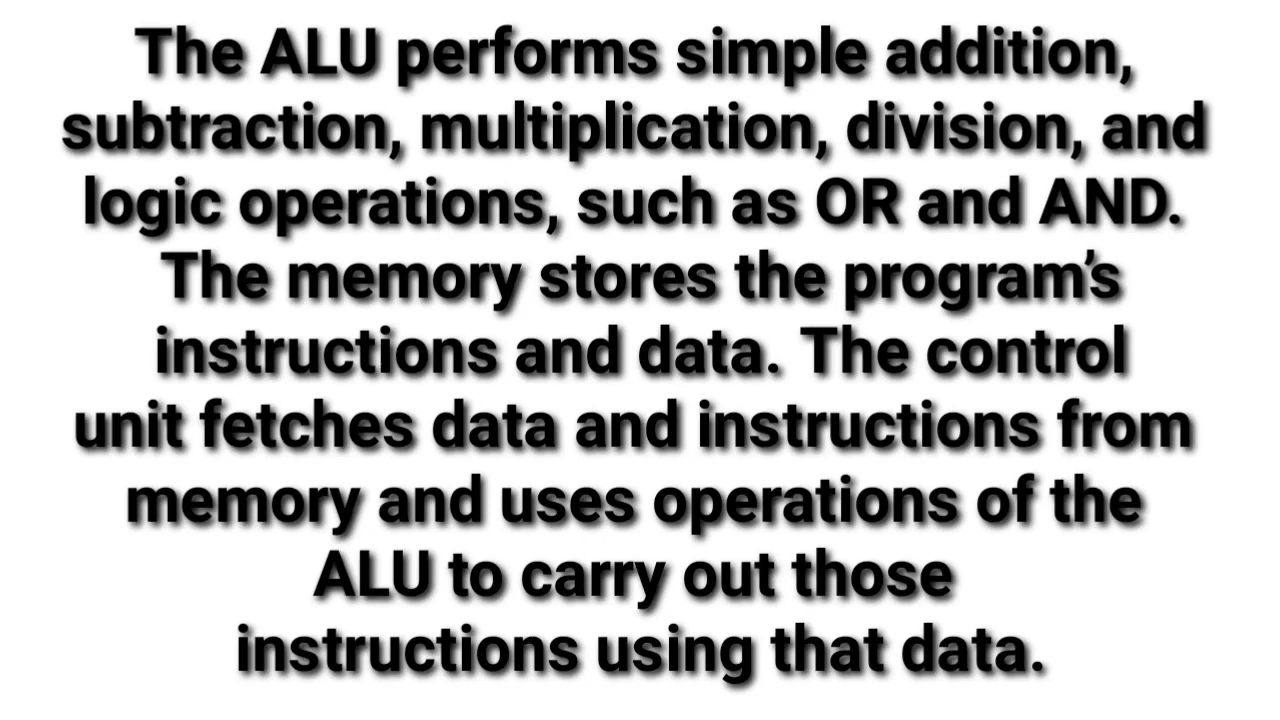 The ALU performs simple addition,
subtraction, multiplication, division, and
logic operations, such as OR and AND.
The memory stores the program’s
instructions and data. The control
unit fetches data and instructions from
memory and uses operations of the
ALU to carry out those
instructions using that data.